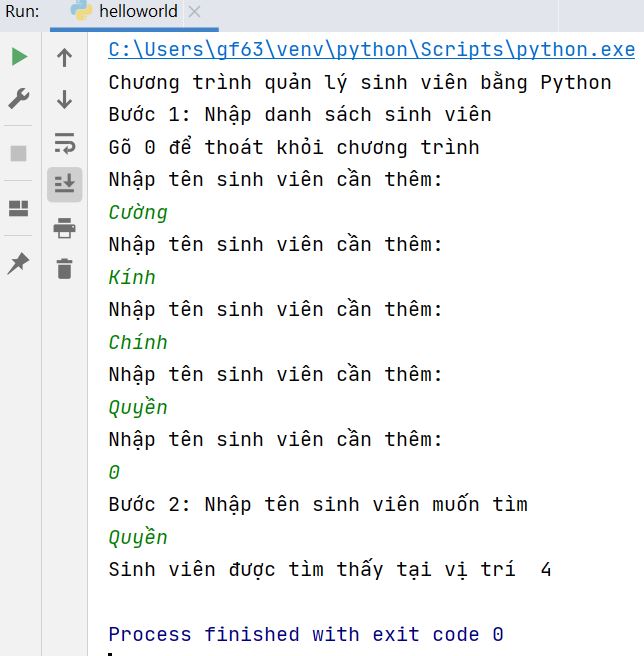 Run: helloworld
C:\Users\gf63\venv\python\Scripts\python.exe
Chương trình quản lý sinh viên bằng Python
Bước 1: Nhập danh sách sinh viên
Gõ 0 để thoát khỏi chương trình
Nhập tên sinh viên cần thêm:
Cường
Nhập tên sinh viên cần thêm:
Kính
Nhập tên sinh viên cần thêm:
Chính
Nhập tên sinh viên cần thêm:
Quyền
Nhập tên sinh viên cần thêm:
0
Bước 2: Nhập tên sinh viên muốn tìm
Quyền
Sinh viên được tìm thấy tại vị trí  4
Process finished with exit code 0